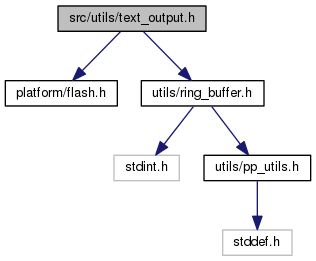 src/utils/text_output.h
platform/flash.h
utils/ring_buffer.h
stdint.h
utils/pp_utils.h
stddef.h